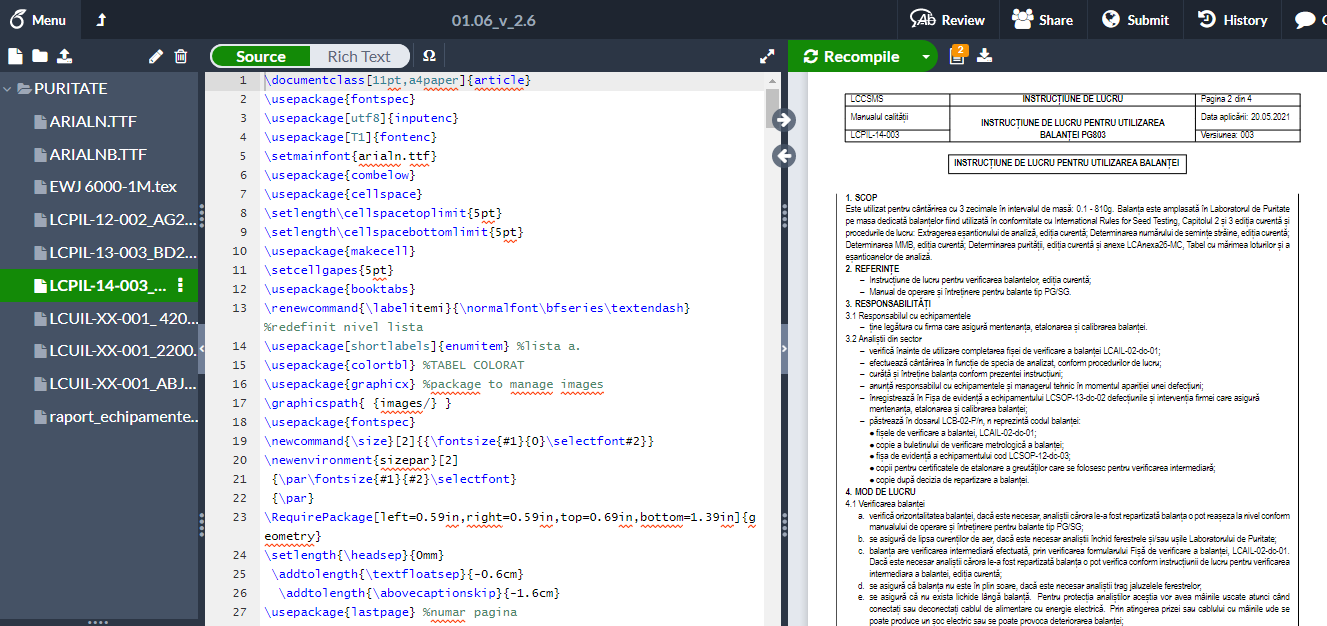 Menu
01.06_v_2.6
Review
Share
Submit
History
Source
Rich Text
Ω
Recompile
2
PURITATE
ARIALN.TTF
ARIALNB.TTF
EWJ 6000-1M.tex
LCPIL-12-002_AG2...
LCPIL-13-003_BD2...
LCPIL-14-003_...
LCUIL-XX-001_ 420...
LCUIL-XX-001_2200.
LCUIL-XX-001_ABJ...
raport_echipamente...
1 \documentclass[11pt,a4paper]{article}
2 \usepackage{fontspec}
3 \usepackage[utf8]{inputenc}
4 \usepackage[T1]{fontenc}
5 \setmainfont{arialn.ttf}
6 \usepackage{combelow}
7 \usepackage{cellspace}
8 \setlength\cellspacetoplimit{5pt}
9 \setlength\cellspacebottomlimit{5pt}
10 \usepackage{makecell}
11 \setcellgapes{5pt}
12 \usepackage{booktabs}
13 \renewcommand{\labelitemi}{\normalfont\bfseries\textendash}
%redefinit nivel lista
14 \usepackage[shortlabels]{enumitem} %lista a.
15 \usepackage{colortbl} %TABEL COLORAT
16 \usepackage{graphicx} %package to manage images
17 \graphicspath{ {images/} }
18 \usepackage{fontspec}
19 \newcommand{\size}[2]{{\fontsize{#1}{0}\selectfont#2}}
20 \newenvironment{sizepar}[2]
21 {\par\fontsize{#1}{#2}\selectfont}
22 {\par}
23 \RequirePackage[left=0.59in,right=0.59in,top=0.69in,bottom=1.39in]{g
eometry}
24 \setlength{\headsep}{0mm}
25 \addtolength{\textfloatsep}{-0.6cm}
26 \addtolength{\abovecaptionskip}{-1.6cm}
27 \usepackage{lastpage} %numar pagina
LCCSMS
INSTRUCȚIUNE DE LUCRU
Pagina 2 din 4
Manualul calității
INSTRUCȚIUNE DE LUCRU PENTRU UTILIZAREA
BALANȚEI PG803
Data aplicării: 20.05.2021
LCPIL-14-003
Versiunea: 003
INSTRUCȚIUNE DE LUCRU PENTRU UTILIZAREA BALANȚEI
1. SCOP
Este utilizat pentru cântărirea cu 3 zecimale în intervalul de masă: 0.1 - 810g. Balanța este amplasată în Laboratorul de Puritate
pe masa dedicată balanțelor fiind utilizată în conformitate cu International Rules for Seed Testing, Capitolul 2 și 3 ediția curentă și
procedurile de lucru: Extragerea eșantionului de analiză, ediția curentă; Determinarea numărului de semințe străine, ediția curentă;
Determinarea MMB, ediția curentă; Determinarea purității, ediția curentă și anexe LCAnexa26-MC, Tabel cu mărimea loturilor și a
eșantioanelor de analiză.
2. REFERINȚE
– Instrucțiune de lucru pentru verificarea balanțelor, ediția curentă;
– Manual de operare și întreținere pentru balante tip PG/SG.
3. RESPONSABILITĂȚI
3.1 Responsabilul cu echipamentele
– ține legătura cu firma care asigură mentenanța, etalonarea și calibrarea balanței.
3.2 Analiștii din sector
– verifică înainte de utilizare completarea fișei de verificare a balanței LCAIL-02-dc-01;
– efectuează cântărirea în funcție de specia de analizat, conform procedurilor de lucru;
– curăță și întreține balanța conform prezentei instrucțiuni;
– anunță responsabilul cu echipamentele și managerul tehnic în momentul apariției unei defecțiuni;
– înregistrează în Fișa de evidență a echipamentului LCSOP-13-dc-02 defecțiunile și intervenția firmei care asigură
mentenanța, etalonarea și calibrarea balanței;
– păstrează în dosarul LCB-02-P/n, n reprezintă codul balanței:
● fișele de verificare a balanței, LCAIL-02-dc-01;
● copie a buletinului de verificare metrologică a balanței;
● fișa de evidență a echipamentului cod LCSOP-12-dc-03;
● copii pentru certificatele de etalonare a greutăților care se folosesc pentru verificarea intermediară;
● copie după decizia de repartizare a balanței.
4. MOD DE LUCRU
4.1 Verificarea balanței
a. verifică orizontalitatea balanței, dacă este necesar, analiștii cărora le-a fost repartizată balanța o pot reașeza la nivel conform
manualului de operare și întreținere pentru balante tip PG/SG;
b. se asigură de lipsa curenților de aer, dacă este necesar analiștii închid ferestrele și/sau ușile Laboratorului de Puritate;
c. balanța are verificarea intermediară efectuată, prin verificarea formularului Fișă de verificare a balanței, LCAIL-02-dc-01.
Dacă este necesar analiștii cărora le-a fost repartizată balanța o pot verifica conform instrucțiunii de lucru pentru verificarea
intermediara a balanței, ediția curentă;
d. se asigură că balanța nu este în plin soare, dacă este necesar analiștii trag jaluzelele ferestrelor,
e. se asigură că nu exista lichide lângă balanță. Pentru protecția analiștilor aceștia vor avea mâinile uscate atunci când
conectați sau deconectați cablul de alimentare cu energie electrică. Prin atingerea prizei sau cablului cu mâinile ude se
poate produce un șoc electric sau se poate provoca deteriorarea balanței;